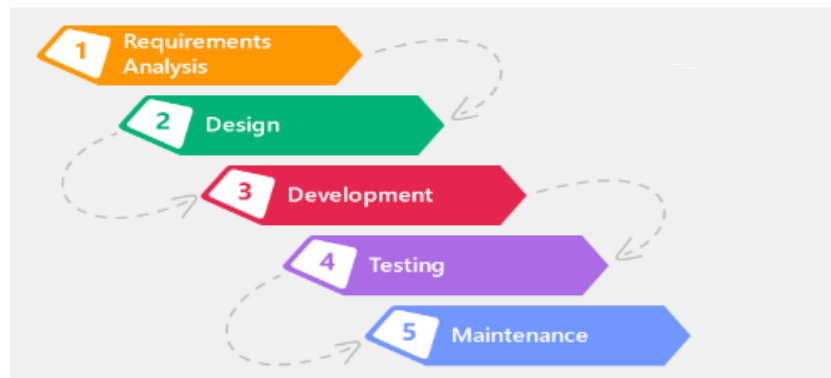 1 Requirements
Analysis
2 Design
3 Development
4 Testing
5 Maintenance